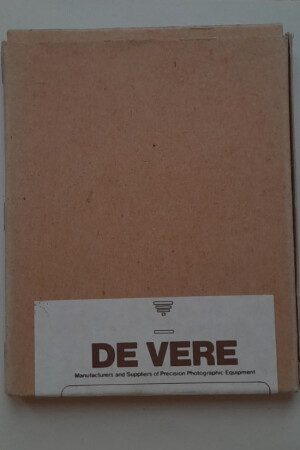 DE VERE
Manufacturers and Suppliers of Precision Photographic Equipment